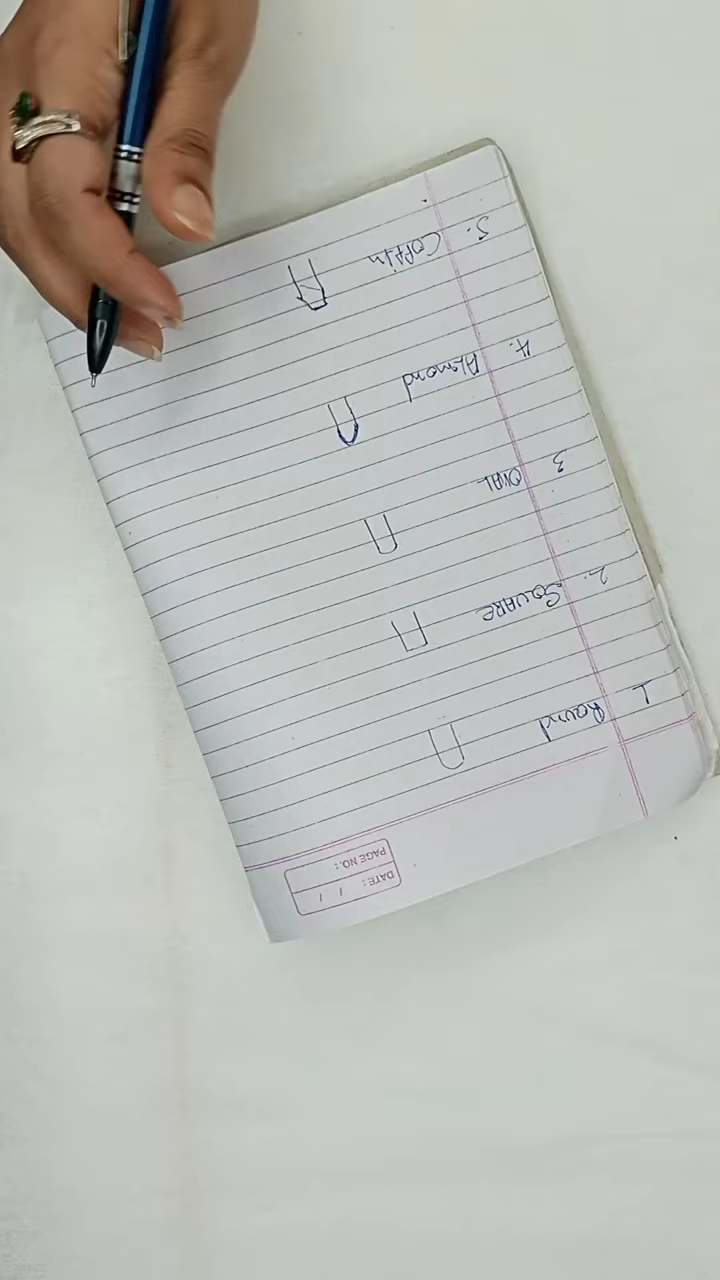 DATE: / /
PAGE NO.:
1 Round
2. SQUARE
3 OVAL
4. ALmond
5. COFFin